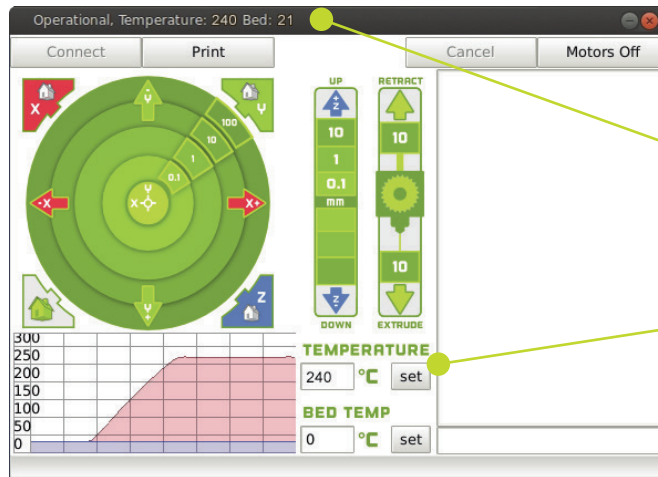 Operational, Temperature: 240 Bed: 21
Connect
Print
Cancel
Motors Off
X
-Y
Y
100
10
1
0.1
Y
X
-X
X+
Y+
Z
UP
+Z
10
1
0.1
mm
-Z
DOWN
RETRACT
10
10
EXTRUDE
300
250
200
150
100
50
0
TEMPERATURE
240 °C set
BED TEMP
0 °C set